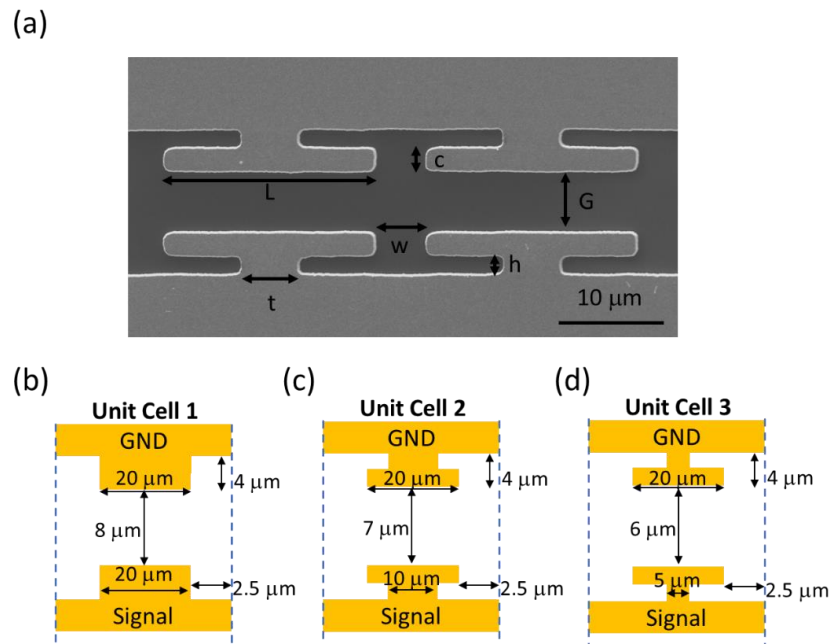 (a)
c
L
G
w
h
t
10 μm
(b)
(c)
(d)
Unit Cell 1
Unit Cell 2
Unit Cell 3
GND
GND
GND
20 μm
4 μm
20 μm
4 μm
20 μm
4 μm
8 μm
7 μm
6 μm
20 μm
2.5 μm
10 μm
2.5 μm
5 μm
2.5 μm
Signal
Signal
Signal